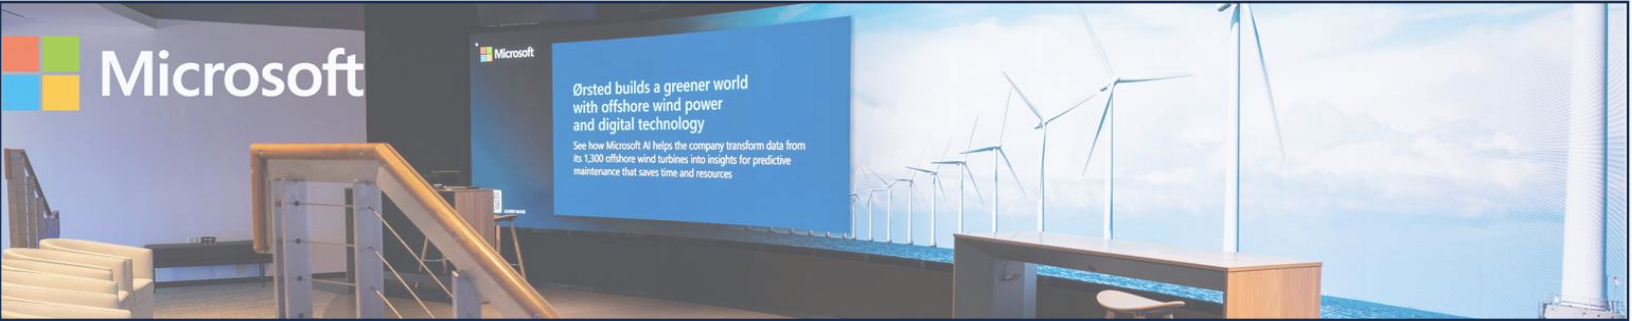 Microsoft
Microsoft
Ørsted builds a greener world
with offshore wind power
and digital technology
See how Microsoft AI helps the company transform data from
its 1,300 offshore wind turbines into insights for predictive
maintenance that saves time and resources